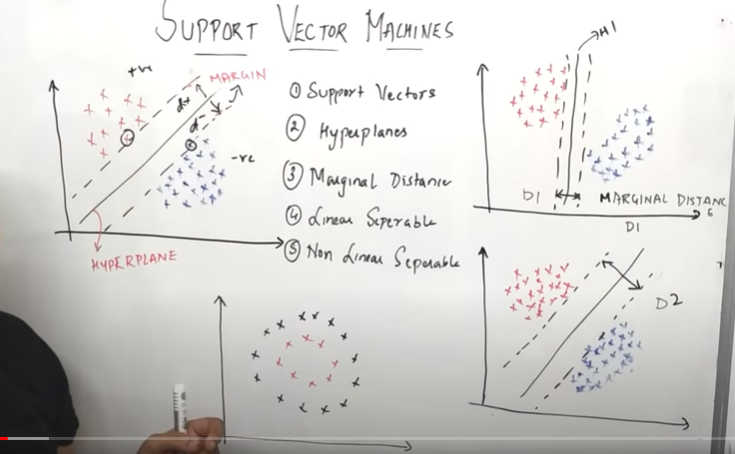 SUPPORT VECTOR MACHINES
+ve
MARGIN
d+
d-
-ve
HYPERPLANE
① Support Vectors
② Hyperplanes
③ Marginal Distance
④ Linear Seperable
⑤ Non Linear Seperable
H1
D1
MARGINAL DISTANC
D1
D2